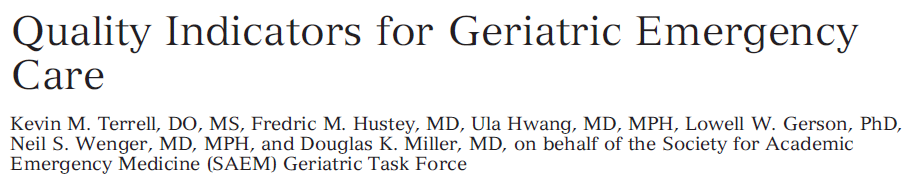 Quality Indicators for Geriatric Emergency
Care
Kevin M. Terrell, DO, MS, Fredric M. Hustey, MD, Ula Hwang, MD, MPH, Lowell W. Gerson, PhD,
Neil S. Wenger, MD, MPH, and Douglas K. Miller, MD, on behalf of the Society for Academic
Emergency Medicine (SAEM) Geriatric Task Force